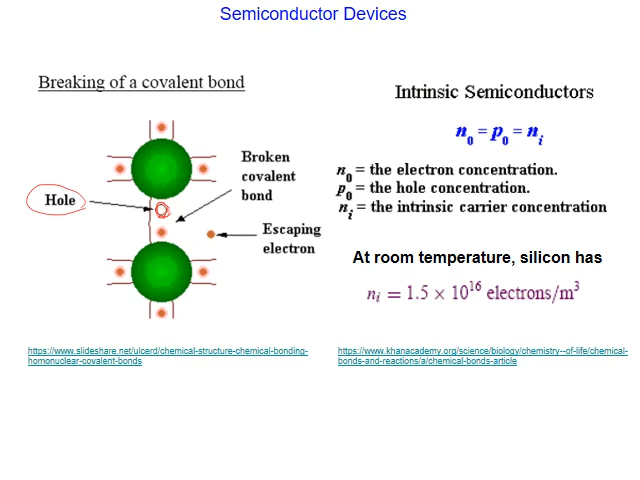 Semiconductor Devices
Breaking of a covalent bond
Hole
Broken
covalent
bond
Escaping
electron
Intrinsic Semiconductors
n₀ = p₀ = nᵢ
n₀ = the electron concentration.
p₀ = the hole concentration.
nᵢ = the intrinsic carrier concentration
At room temperature, silicon has
nᵢ = 1.5 × 10¹⁶ electrons/m³
https://www.slideshare.net/ulcerd/chemical-structure-chemical-bonding-
homonuclear-covalent-bonds
https://www.khanacademy.org/science/biology/chemistry--of-life/chemical-
bonds-and-reactions/a/chemical-bonds-article